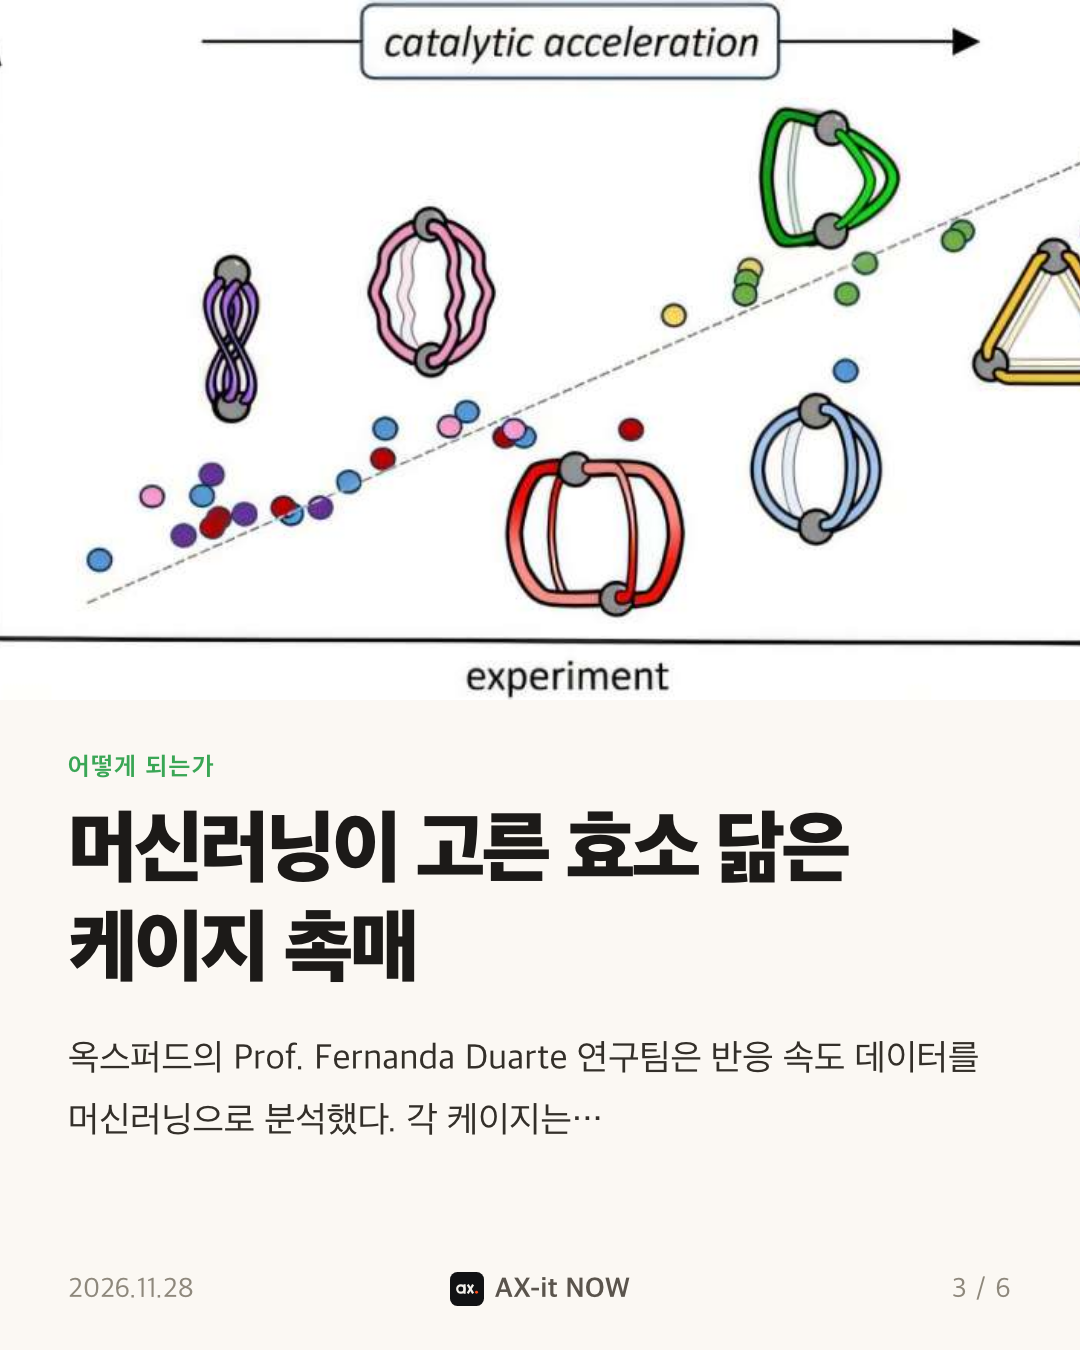 catalytic acceleration
experiment
어떻게 되는가
머신러닝이 고른 효소 닮은
케이지 촉매
옥스퍼드의 Prof. Fernanda Duarte 연구팀은 반응 속도 데이터를
머신러닝으로 분석했다. 각 케이지는…
2026.11.28
ax. AX-it NOW
3 / 6